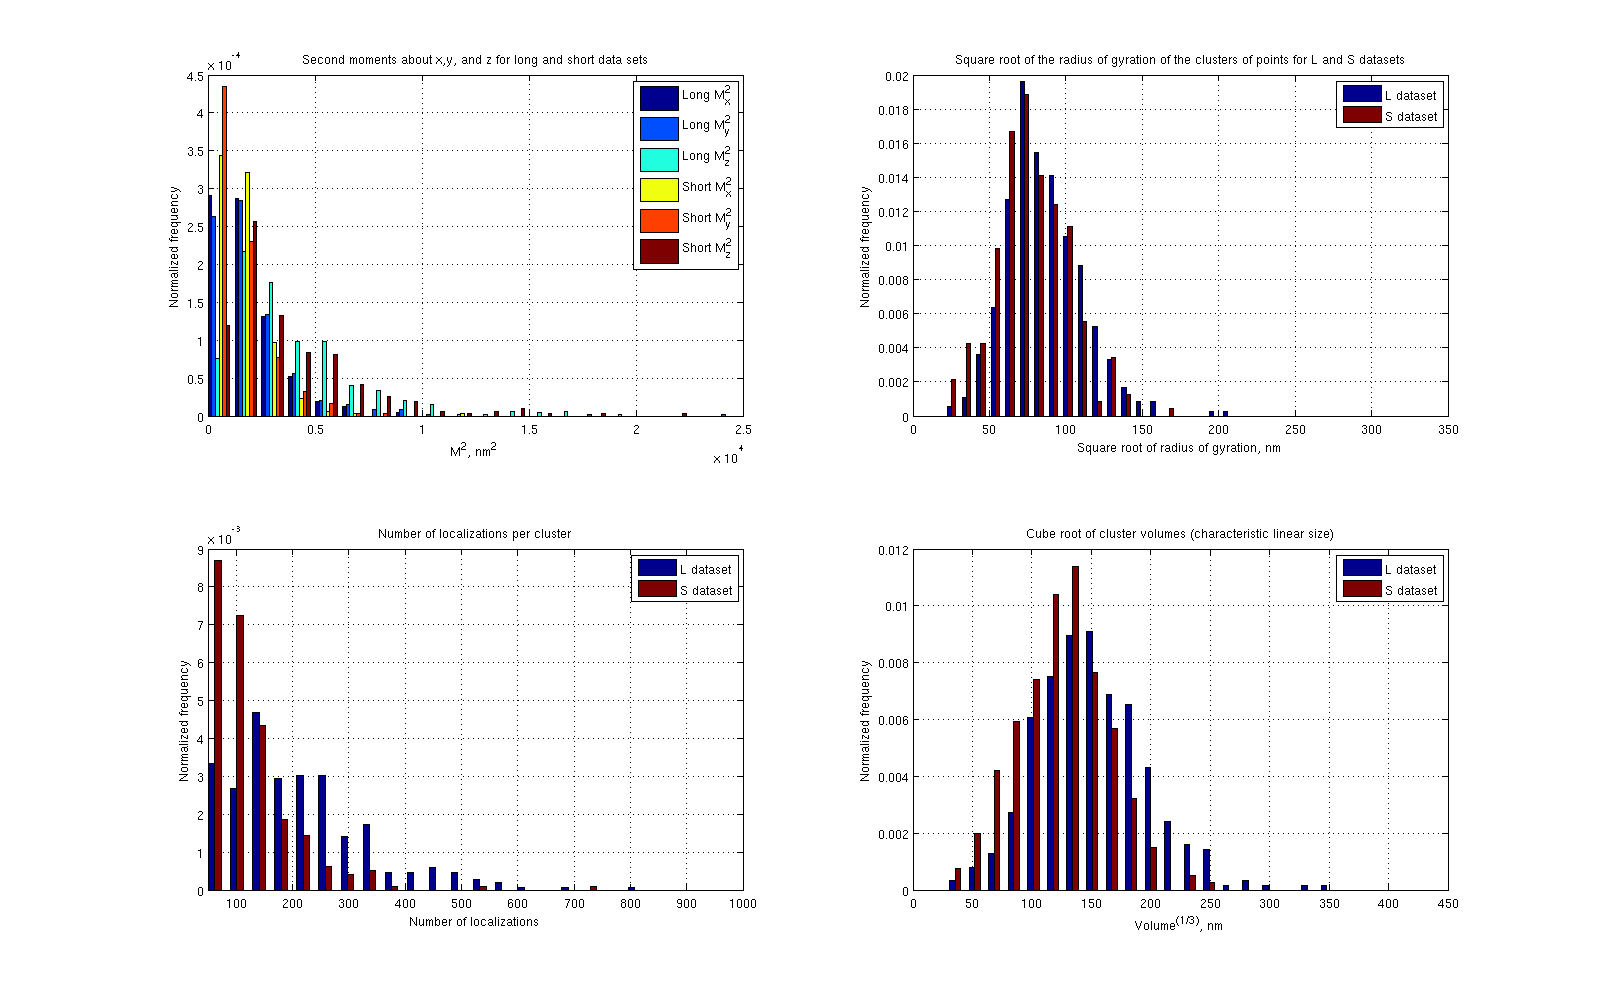 Second moments about x,y, and z for long and short data sets
× 10^-4
4.5
4
3.5
3
2.5
2
1.5
1
0.5
0
Normalized frequency
Long M_x^2
Long M_y^2
Long M_z^2
Short M_x^2
Short M_y^2
Short M_z^2
0 0.5 1 1.5 2 2.5
M^2, nm^2
× 10^4
Square root of the radius of gyration of the clusters of points for L and S datasets
0.02
0.018
0.016
0.014
0.012
0.01
0.008
0.006
0.004
0.002
0
Normalized frequency
L dataset
S dataset
0 50 100 150 200 250 300 350
Square root of radius of gyration, nm
Number of localizations per cluster
× 10^-3
9
8
7
6
5
4
3
2
1
0
Normalized frequency
L dataset
S dataset
100 200 300 400 500 600 700 800 900 1000
Number of localizations
Cube root of cluster volumes (characteristic linear size)
0.012
0.01
0.008
0.006
0.004
0.002
0
Normalized frequency
L dataset
S dataset
0 50 100 150 200 250 300 350 400 450
Volume^(1/3), nm